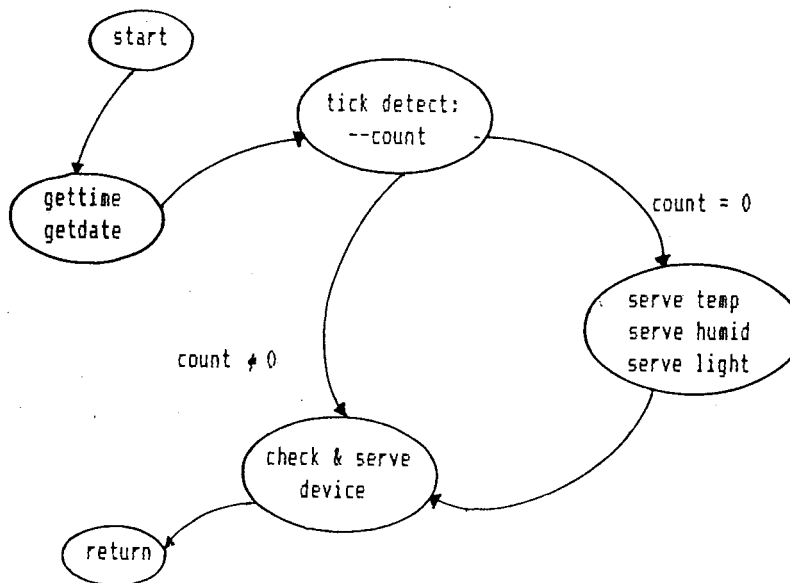 start
tick detect:
--count
gettime
getdate
count = 0
serve temp
serve humid
serve light
count ≠ 0
check & serve
device
return